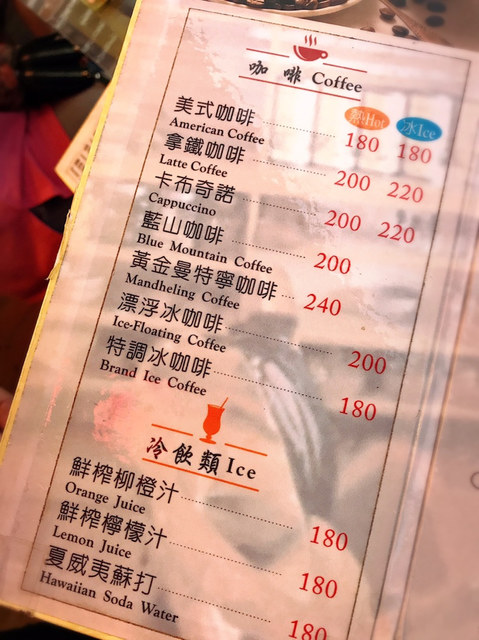 咖啡 Coffee
熱Hot 冰Ice
美式咖啡 180 180
American Coffee
拿鐵咖啡 200 220
Latte Coffee
卡布奇諾 200 220
Cappuccino
藍山咖啡 200
Blue Mountain Coffee
黃金曼特寧咖啡 240
Mandheling Coffee
漂浮冰咖啡 200
Ice-Floating Coffee
特調冰咖啡 180
Brand Ice Coffee
冷飲類 Ice
鮮榨柳橙汁 180
Orange Juice
鮮榨檸檬汁 180
Lemon Juice
夏威夷蘇打 180
Hawaiian Soda Water